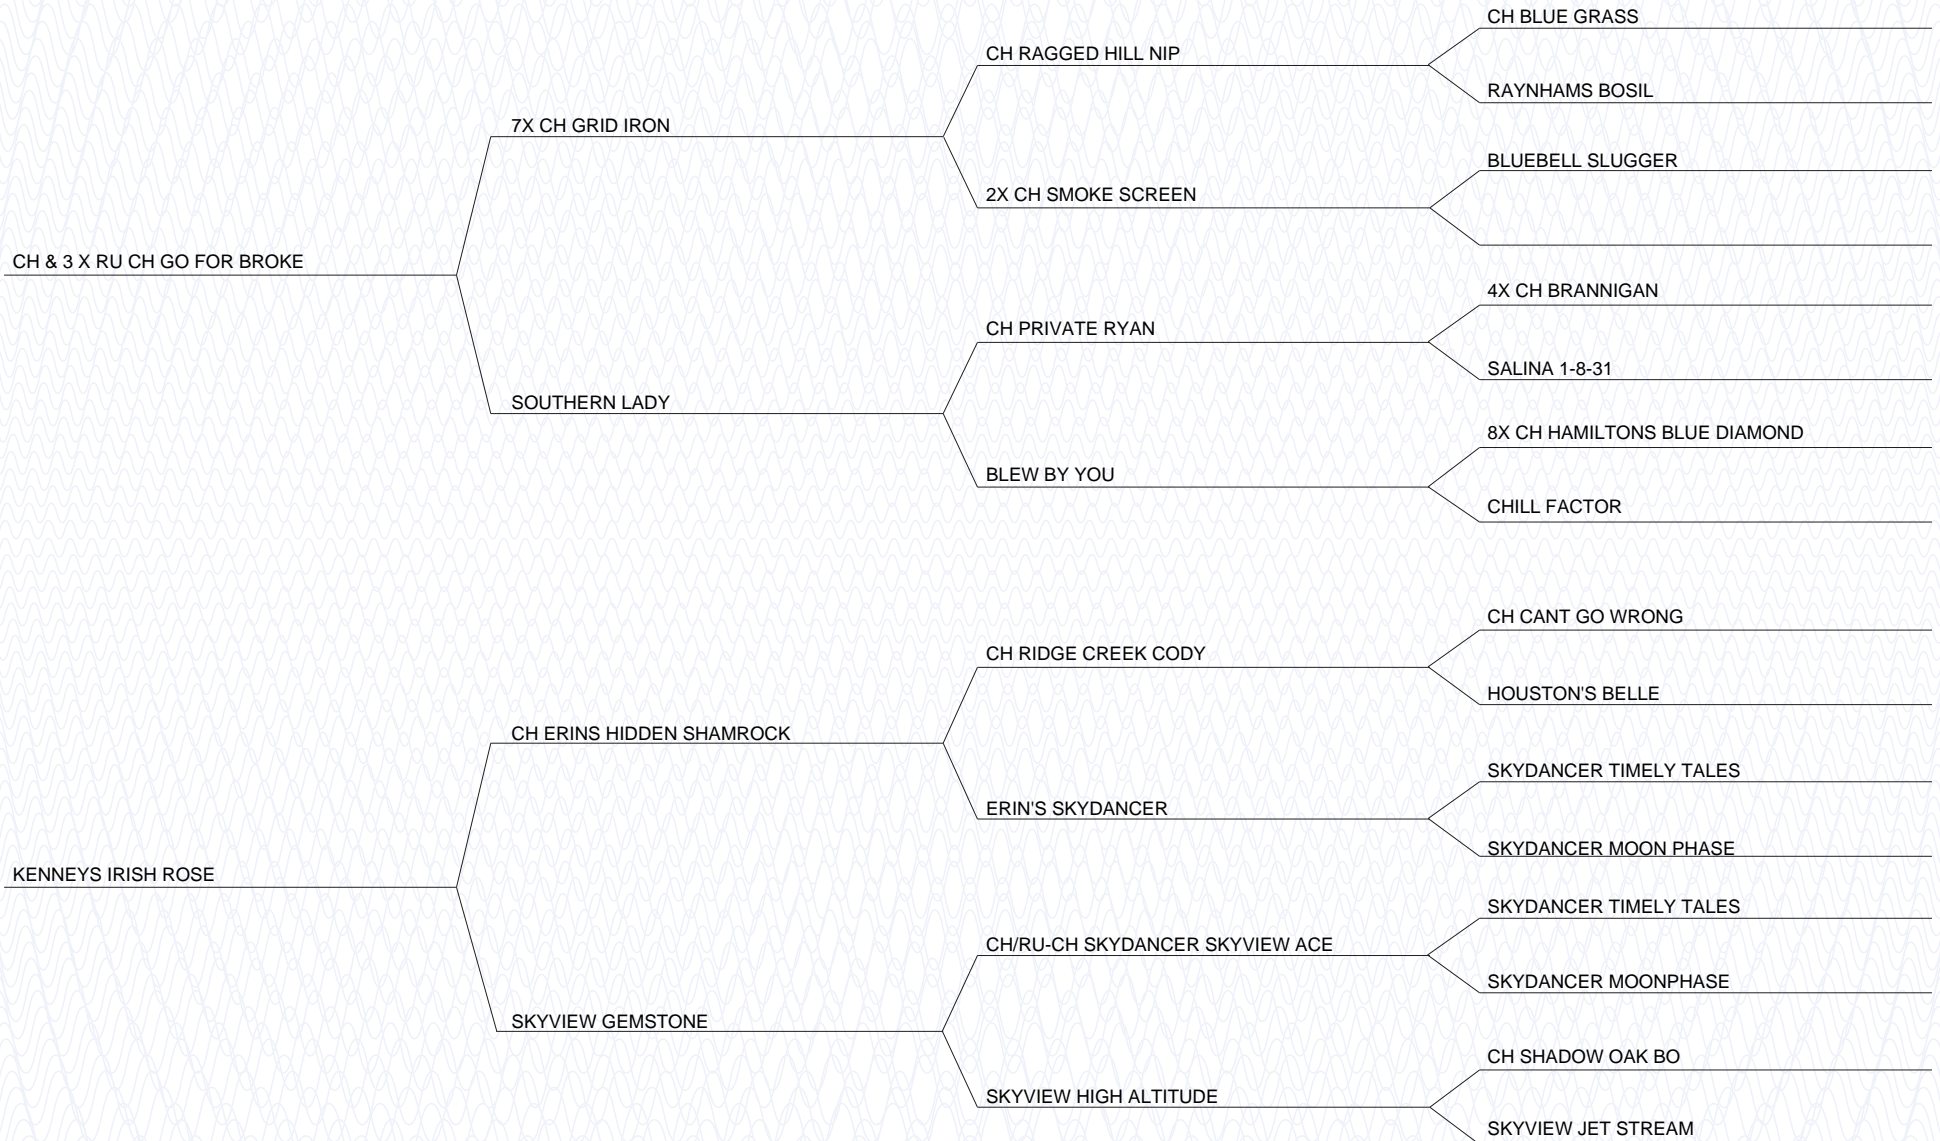 CH BLUE GRASS
CH RAGGED HILL NIP
RAYNHAMS BOSIL
7X CH GRID IRON
BLUEBELL SLUGGER
2X CH SMOKE SCREEN
CH & 3 X RU CH GO FOR BROKE
4X CH BRANNIGAN
CH PRIVATE RYAN
SALINA 1-8-31
SOUTHERN LADY
8X CH HAMILTONS BLUE DIAMOND
BLEW BY YOU
CHILL FACTOR
CH CANT GO WRONG
CH RIDGE CREEK CODY
HOUSTON'S BELLE
CH ERINS HIDDEN SHAMROCK
SKYDANCER TIMELY TALES
ERIN'S SKYDANCER
SKYDANCER MOON PHASE
KENNEYS IRISH ROSE
SKYDANCER TIMELY TALES
CH/RU-CH SKYDANCER SKYVIEW ACE
SKYDANCER MOONPHASE
SKYVIEW GEMSTONE
CH SHADOW OAK BO
SKYVIEW HIGH ALTITUDE
SKYVIEW JET STREAM